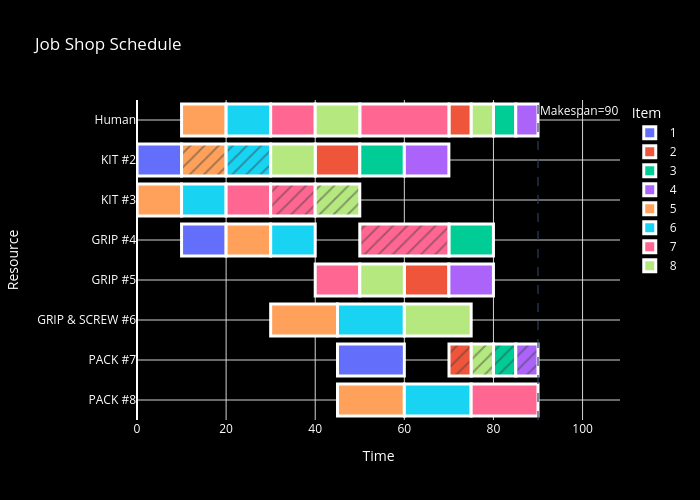 Job Shop Schedule
Makespan=90
Item
1
2
3
4
5
6
7
8
Resource
Human
KIT #2
KIT #3
GRIP #4
GRIP #5
GRIP & SCREW #6
PACK #7
PACK #8
0 20 40 60 80 100
Time